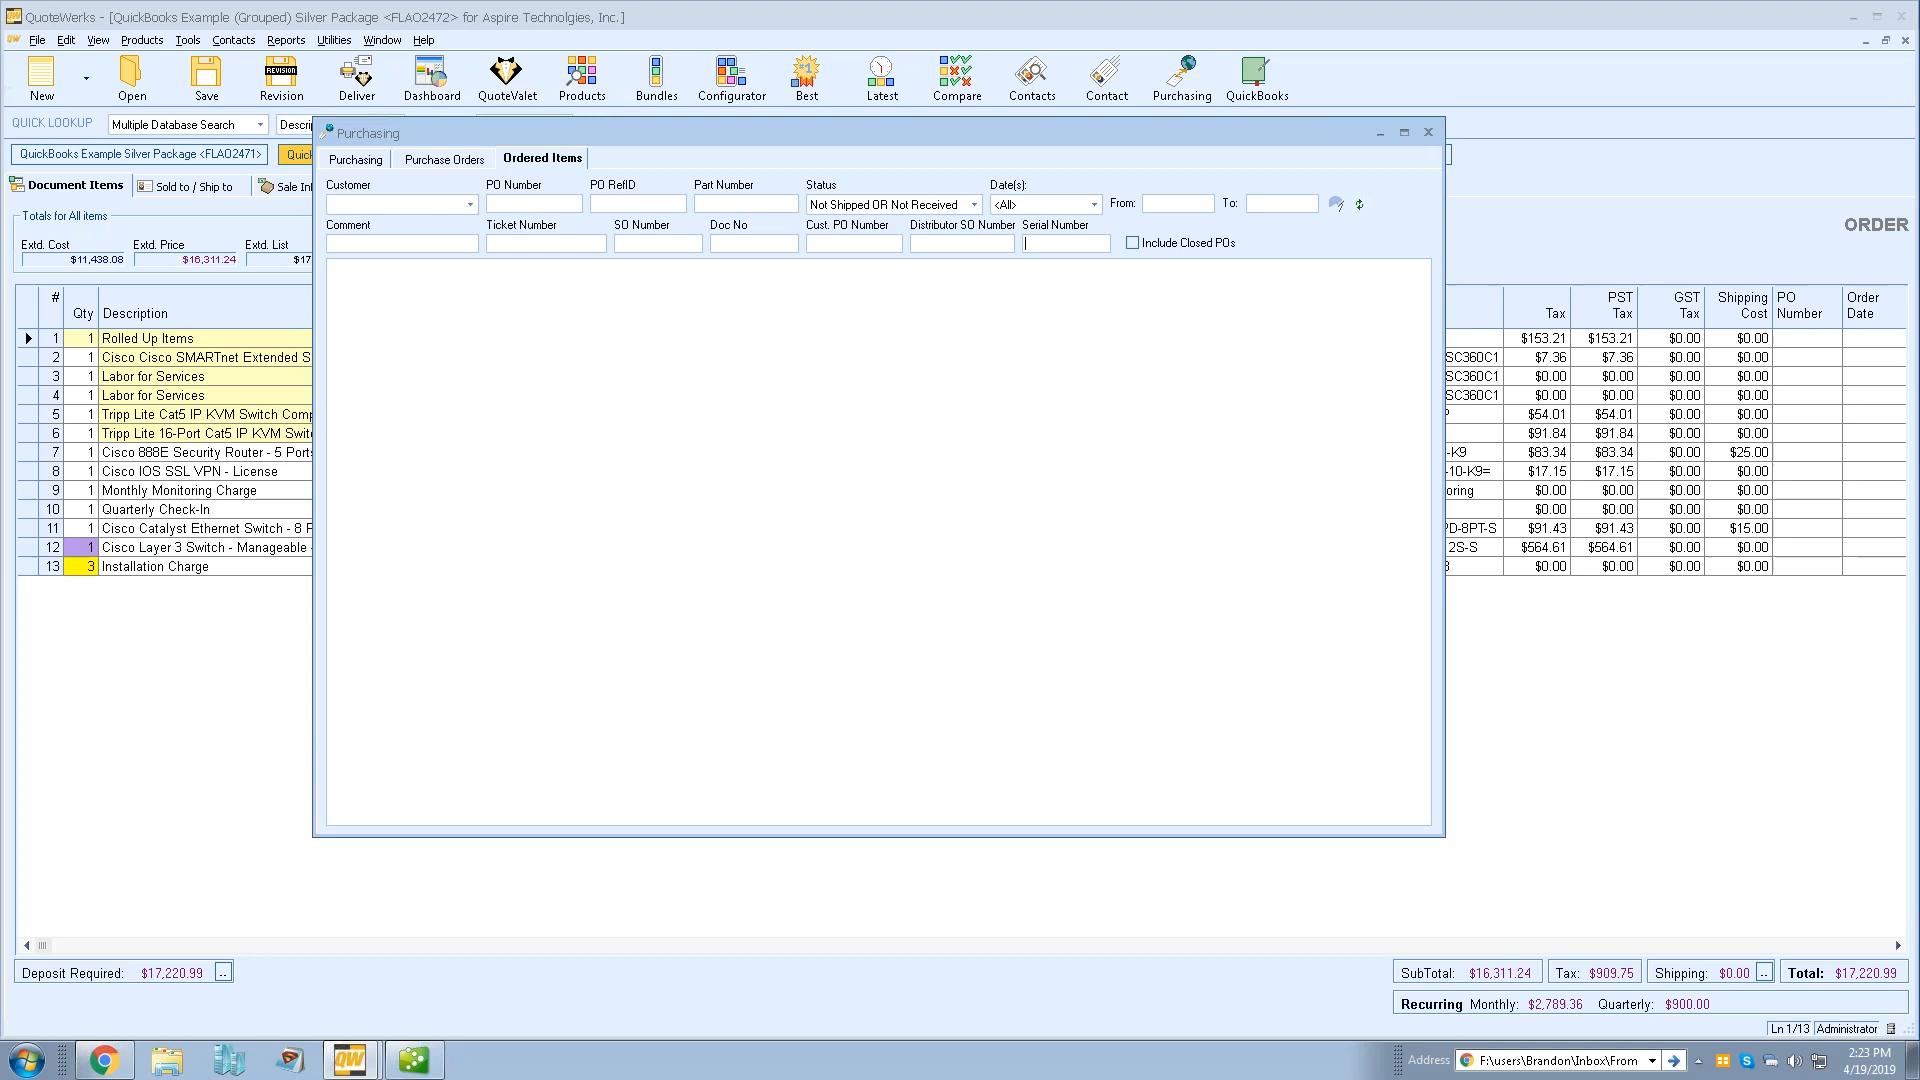 QuoteWerks - [QuickBooks Example (Grouped) Silver Package <FLAO2472> for Aspire Technolgies, Inc.]
File Edit View Products Tools Contacts Reports Utilities Window Help
REVISION #1
New Open Save Revision Deliver Dashboard QuoteValet Products Bundles Configurator Best Latest Compare Contacts Contact Purchasing QuickBooks
QUICK LOOKUP Multiple Database Search Descri
QuickBooks Example Silver Package <FLAO2471> Quic
Document Items Sold to / Ship to Sale In
Totals for All items
Extd. Cost Extd. Price Extd. List
$11,438.08 $16,311.24 $17
ORDER
Purchasing
Purchasing Purchase Orders Ordered Items
Customer PO Number PO RefID Part Number Status Date(s):
Not Shipped OR Not Received <All> From: To:
Comment Ticket Number SO Number Doc No Cust. PO Number Distributor SO Number Serial Number
Include Closed POs
# Qty Description Tax PST Tax GST Tax Shipping Cost PO Number Order Date
1 1 Rolled Up Items $153.21 $153.21 $0.00 $0.00
2 1 Cisco Cisco SMARTnet Extended S SC360C1 $7.36 $7.36 $0.00 $0.00
3 1 Labor for Services SC360C1 $0.00 $0.00 $0.00 $0.00
4 1 Labor for Services SC360C1 $0.00 $0.00 $0.00 $0.00
5 1 Tripp Lite Cat5 IP KVM Switch Comp $54.01 $54.01 $0.00 $0.00
6 1 Tripp Lite 16-Port Cat5 IP KVM Swit $91.84 $91.84 $0.00 $0.00
7 1 Cisco 888E Security Router - 5 Ports -K9 $83.34 $83.34 $0.00 $25.00
8 1 Cisco IOS SSL VPN - License -10-K9= $17.15 $17.15 $0.00 $0.00
9 1 Monthly Monitoring Charge oring $0.00 $0.00 $0.00 $0.00
10 1 Quarterly Check-In $0.00 $0.00 $0.00 $0.00
11 1 Cisco Catalyst Ethernet Switch - 8 P PD-8PT-S $91.43 $91.43 $0.00 $15.00
12 1 Cisco Layer 3 Switch - Manageable - 2S-S $564.61 $564.61 $0.00 $0.00
13 3 Installation Charge $0.00 $0.00 $0.00 $0.00
Deposit Required: $17,220.99 ..
SubTotal: $16,311.24 Tax: $909.75 Shipping: $0.00 .. Total: $17,220.99
Recurring Monthly: $2,789.36 Quarterly: $900.00
Ln 1/13 Administrator
QW
Address F:\users\Brandon\Inbox\From
2:23 PM
4/19/2019